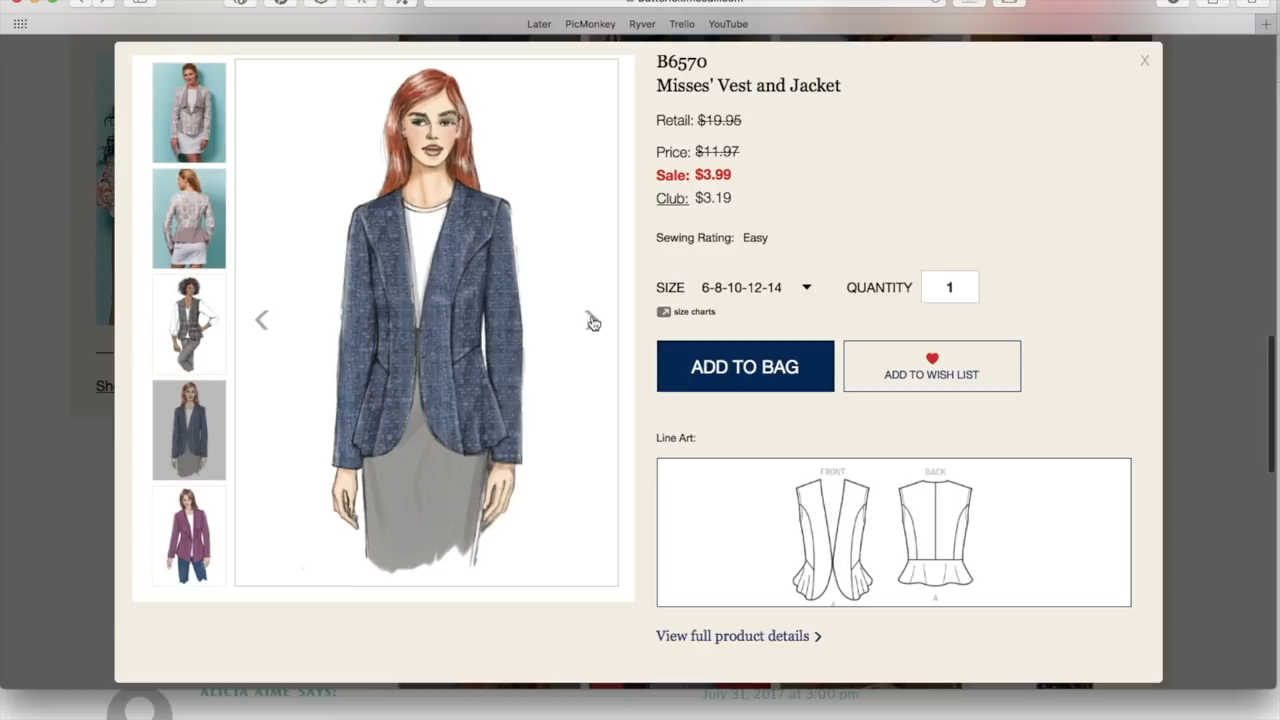 Later PicMonkey Ryver Trello YouTube
B6570
X
Misses' Vest and Jacket
Retail: $19.95
Price: $11.97
Sale: $3.99
Club: $3.19
Sewing Rating: Easy
SIZE 6-8-10-12-14 QUANTITY 1
size charts
ADD TO BAG
ADD TO WISH LIST
Line Art:
FRONT BACK
A A
View full product details >
Sh
ALICIA AIME SAYS:
July 31, 2017 at 3:00 pm